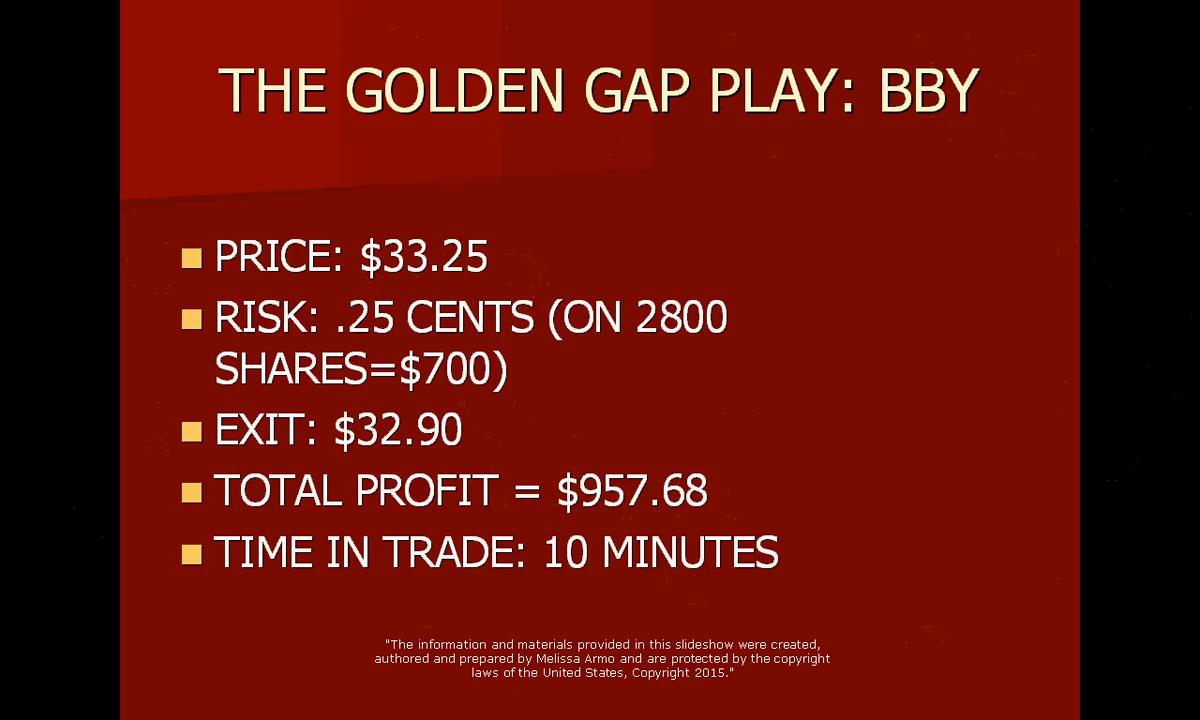 THE GOLDEN GAP PLAY: BBY
PRICE: $33.25
RISK: .25 CENTS (ON 2800
SHARES=$700)
EXIT: $32.90
TOTAL PROFIT = $957.68
TIME IN TRADE: 10 MINUTES
"The information and materials provided in this slideshow were created,
authored and prepared by Melissa Armo and are protected by the copyright
laws of the United States, Copyright 2015."